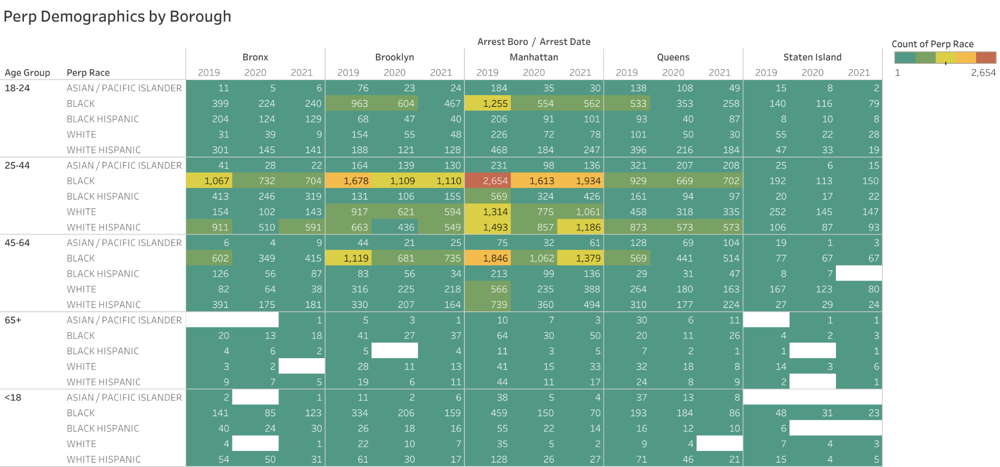 Perp Demographics by Borough
Arrest Boro / Arrest Date
Count of Perp Race
Bronx Brooklyn Manhattan Queens Staten Island
Age Group Perp Race 2019 2020 2021 2019 2020 2021 2019 2020 2021 2019 2020 2021 2019 2020 2021
1 2,654
18-24 ASIAN / PACIFIC ISLANDER 11 5 6 76 23 24 184 35 30 138 108 49 15 8 2
BLACK 399 224 240 963 604 467 1,255 554 562 533 353 258 140 116 79
BLACK HISPANIC 204 124 129 68 47 40 206 91 101 93 40 87 8 10 8
WHITE 31 39 9 154 55 48 226 72 78 101 50 30 55 22 28
WHITE HISPANIC 301 145 141 188 121 128 468 184 247 396 216 184 47 33 19
25-44 ASIAN / PACIFIC ISLANDER 41 28 22 164 139 130 231 98 136 321 207 208 25 6 15
BLACK 1,067 732 704 1,678 1,109 1,110 2,654 1,613 1,934 929 669 702 192 113 150
BLACK HISPANIC 413 246 319 131 106 155 569 324 426 161 94 97 20 17 22
WHITE 154 102 143 917 621 594 1,314 775 1,061 458 318 335 252 145 147
WHITE HISPANIC 911 510 591 663 436 549 1,493 857 1,186 873 573 573 106 87 93
45-64 ASIAN / PACIFIC ISLANDER 6 4 9 44 21 25 75 32 61 128 69 104 19 1 3
BLACK 602 349 415 1,119 681 735 1,846 1,062 1,379 569 441 514 77 67 67
BLACK HISPANIC 126 56 87 83 56 34 213 99 136 29 31 47 8 7
WHITE 82 64 38 316 225 218 566 235 388 264 180 163 167 123 80
WHITE HISPANIC 391 175 181 330 207 164 739 360 494 310 177 224 27 29 24
65+ ASIAN / PACIFIC ISLANDER 1 5 3 1 10 7 3 30 6 11 1 1
BLACK 20 13 18 41 27 37 64 30 50 20 11 26 4 2 3
BLACK HISPANIC 4 6 2 5 4 11 3 5 7 2 1 1 1
WHITE 3 2 28 11 13 41 15 33 32 18 8 14 3 6
WHITE HISPANIC 9 7 5 19 6 11 44 11 17 24 8 9 2 1
<18 ASIAN / PACIFIC ISLANDER 2 1 11 2 6 38 5 4 37 13 8
BLACK 141 85 123 334 206 159 459 150 70 193 184 86 48 31 23
BLACK HISPANIC 40 24 30 26 18 16 55 22 14 16 12 10 6
WHITE 4 1 22 10 7 35 5 2 9 4 7 4 3
WHITE HISPANIC 54 50 31 61 30 17 128 26 27 71 46 21 15 4 5